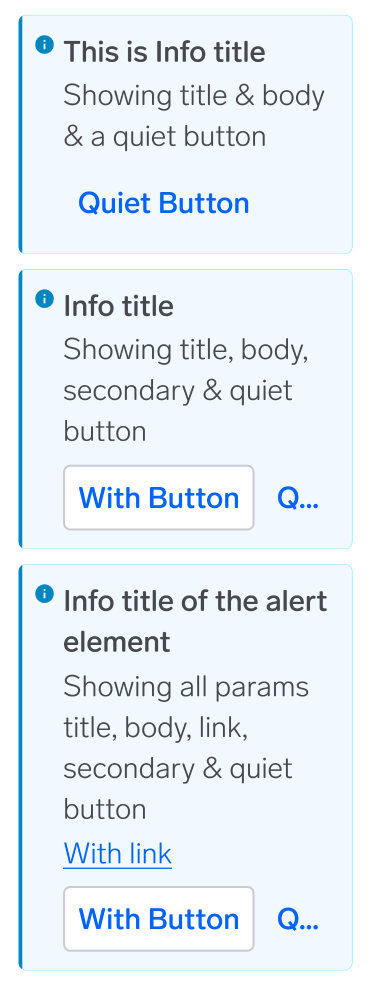 This is Info title
Showing title & body
& a quiet button
Quiet Button
Info title
Showing title, body,
secondary & quiet
button
With Button Q...
Info title of the alert
element
Showing all params
title, body, link,
secondary & quiet
button
With link
With Button Q...